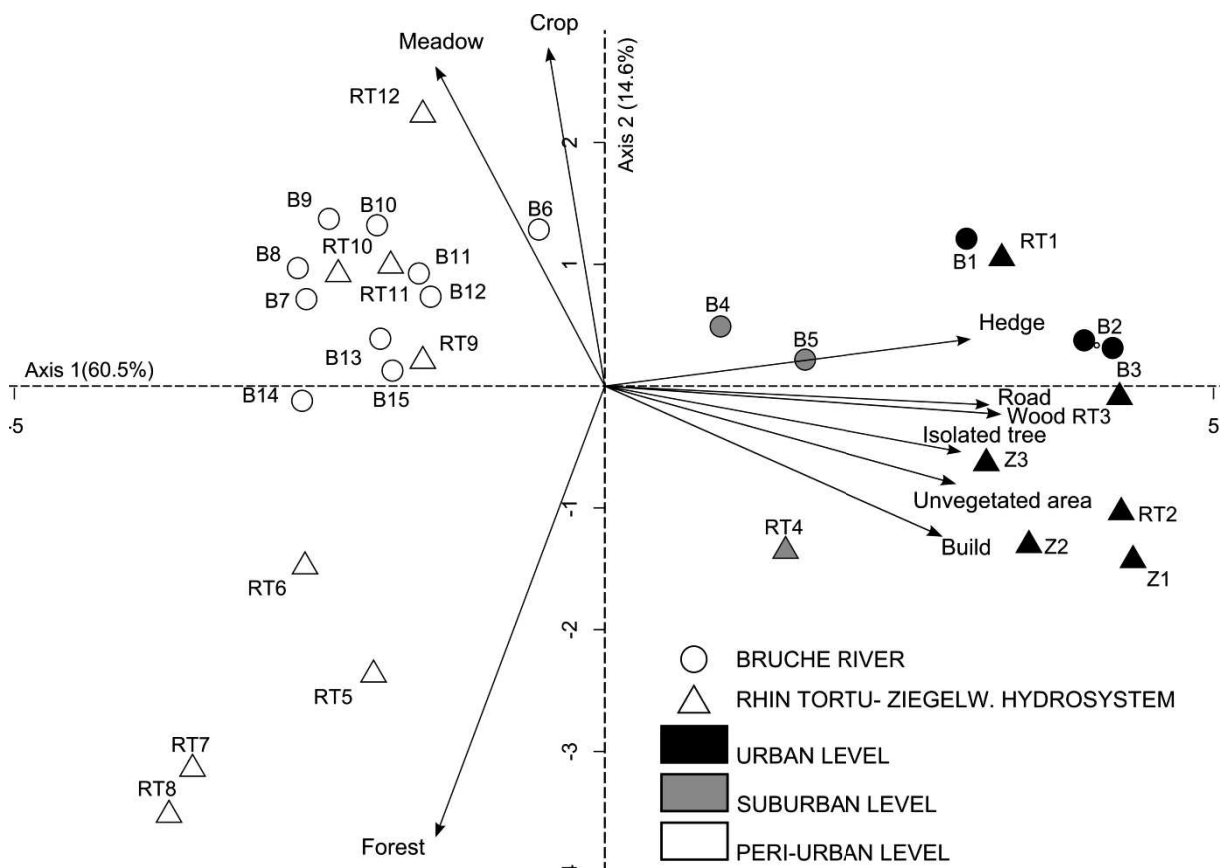 Crop
Meadow
RT12
Axis 2 (14.6%)
2
B9
B10
B6
B8
RT10
B11
B1
RT1
1
B7
RT11
B12
B4
Hedge
B2
B13
RT9
B5
Axis 1(60.5%)
B3
B14
B15
Road
-5
Wood RT3
5
Isolated tree
Z3
-1
Unvegetated area
RT2
RT4
Build
Z2
RT6
Z1
-2
BRUCHE RIVER
RT5
RHIN TORTU- ZIEGELW. HYDROSYSTEM
RT7
-3
URBAN LEVEL
RT8
SUBURBAN LEVEL
Forest
PERI-URBAN LEVEL